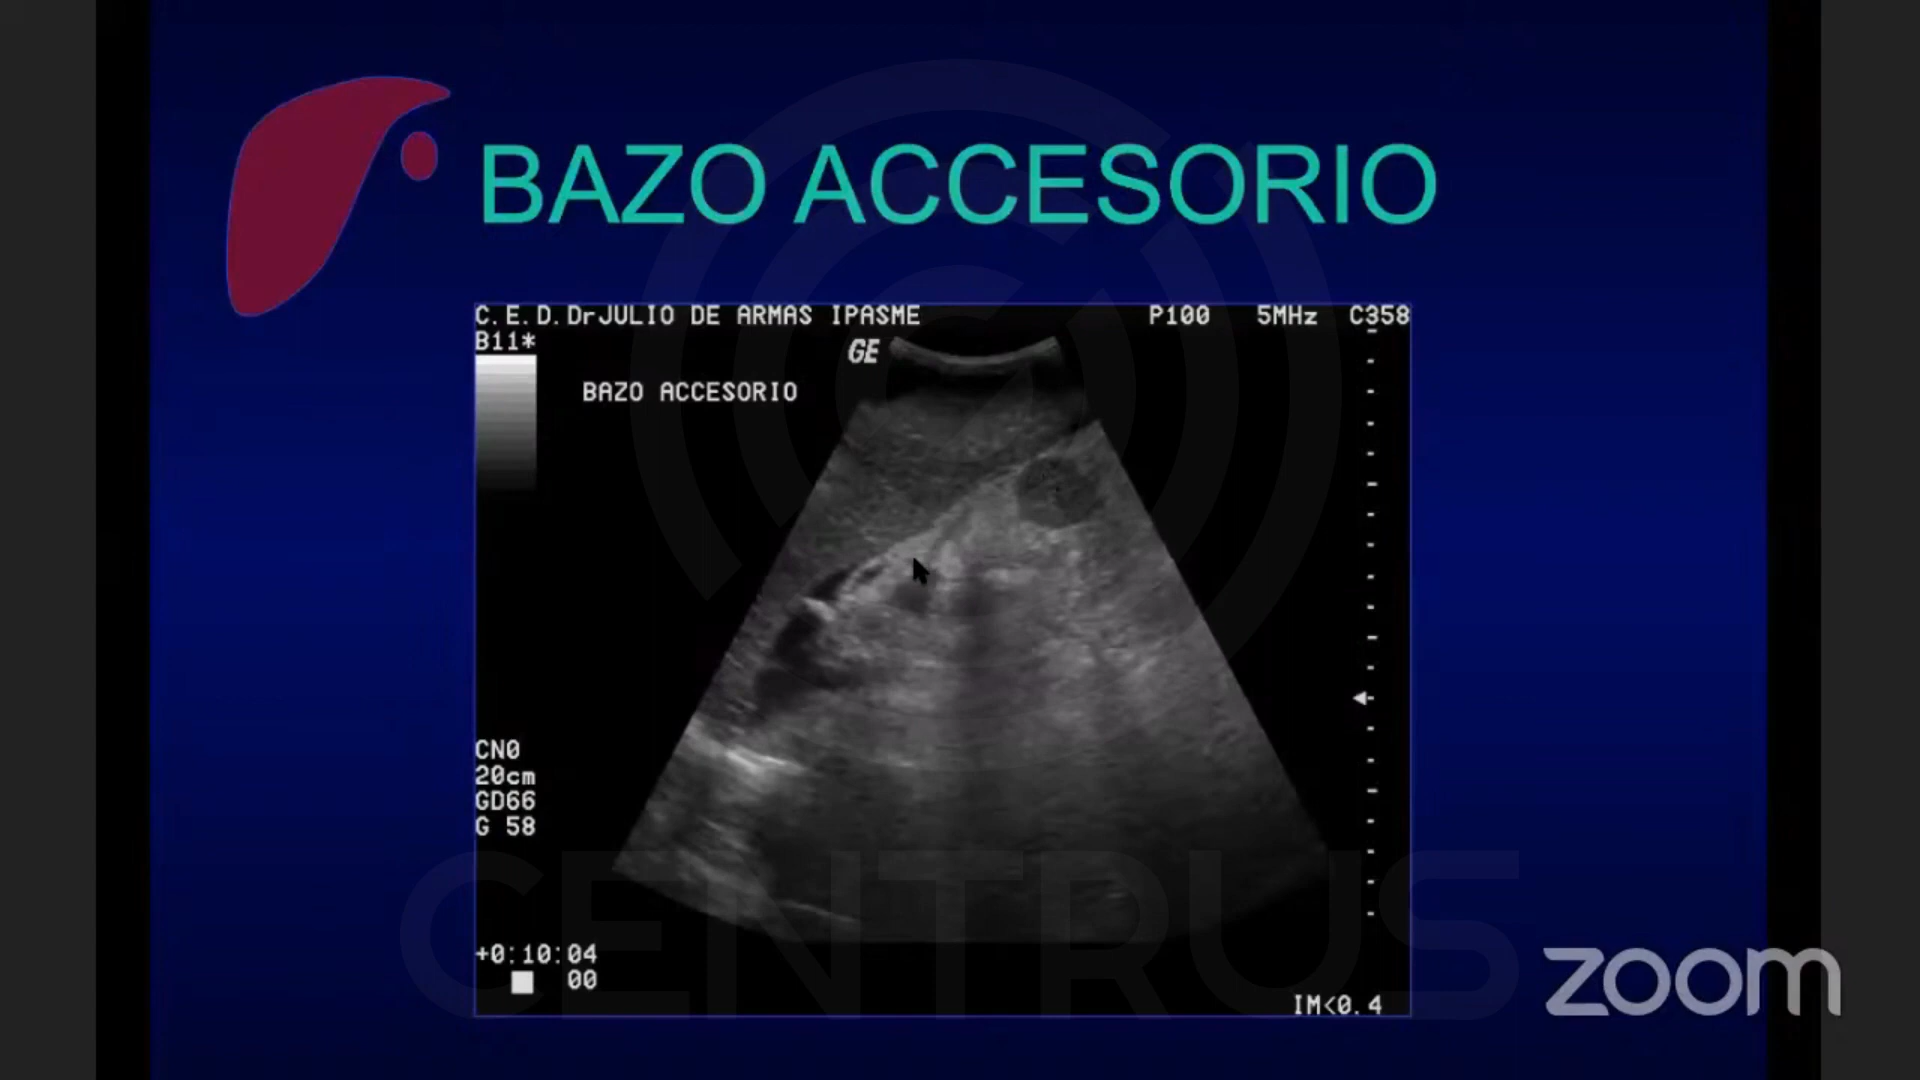 BAZO ACCESORIO
C.E.D.DrJULIO DE ARMAS IPASME P100 5MHz C358
B11*
GE
BAZO ACCESORIO
CN0
20cm
GD66
G 58
+0:10:04
00
IM<0.4
CENTRUS
zoom